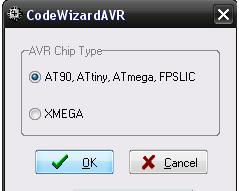 CodeWizardAVR
AVR Chip Type
AT90, ATtiny, ATmega, FPSLIC
XMEGA
OK
Cancel